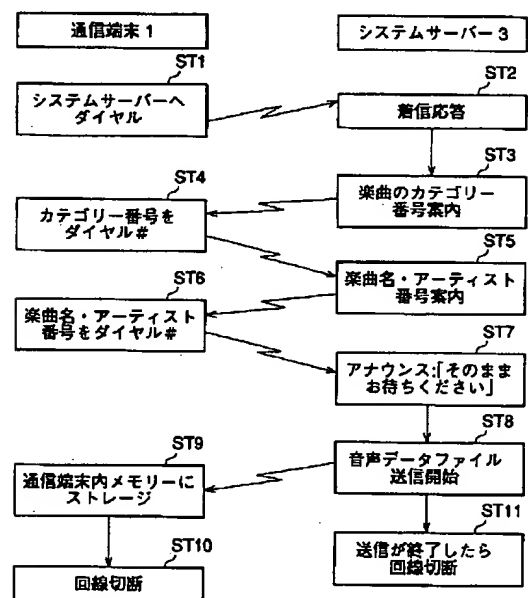 通信端末1
システムサーバー3
ST1
システムサーバーへ
ダイヤル
ST2
着信応答
ST3
楽曲のカテゴリー
番号案内
ST4
カテゴリー番号を
ダイヤル#
ST5
楽曲名・アーティスト
番号案内
ST6
楽曲名・アーティスト
番号をダイヤル#
ST7
アナウンス:「そのまま
お待ちください」
ST8
音声データファイル
送信開始
ST9
通信端末内メモリーに
ストレージ
ST10
回線切断
ST11
送信が終了したら
回線切断